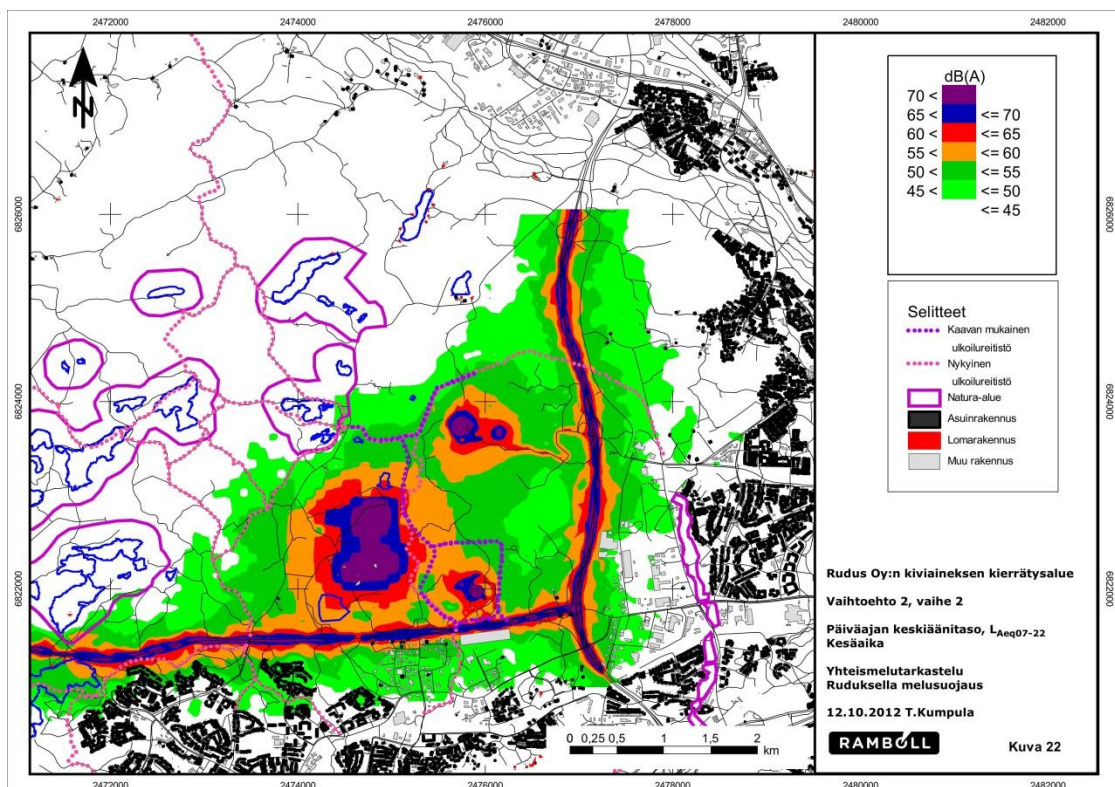 2472000 2474000 2476000 2478000 2480000 2482000
N
dB(A)
70 <
65 < <= 70
60 < <= 65
55 < <= 60
50 < <= 55
45 < <= 50
<= 45
6826000 6826000
Selitteet
Kaavan mukainen
ulkoilureitistö
Nykyinen
ulkoilureitistö
Natura-alue
Asuinrakennus
Lomarakennus
Muu rakennus
6824000 6824000
6822000 6822000
Rudus Oy:n kiviaineksen kierrätysalue
Vaihtoehto 2, vaihe 2
Päiväajan keskiäänitaso, LAeq07-22
Kesäaika
Yhteismelutarkastelu
Ruduksella melusuojaus
12.10.2012 T.Kumpula
0 0,25 0,5 1 1,5 2
km
RAMBOLL Kuva 22
2472000 2474000 2476000 2478000 2480000 2482000